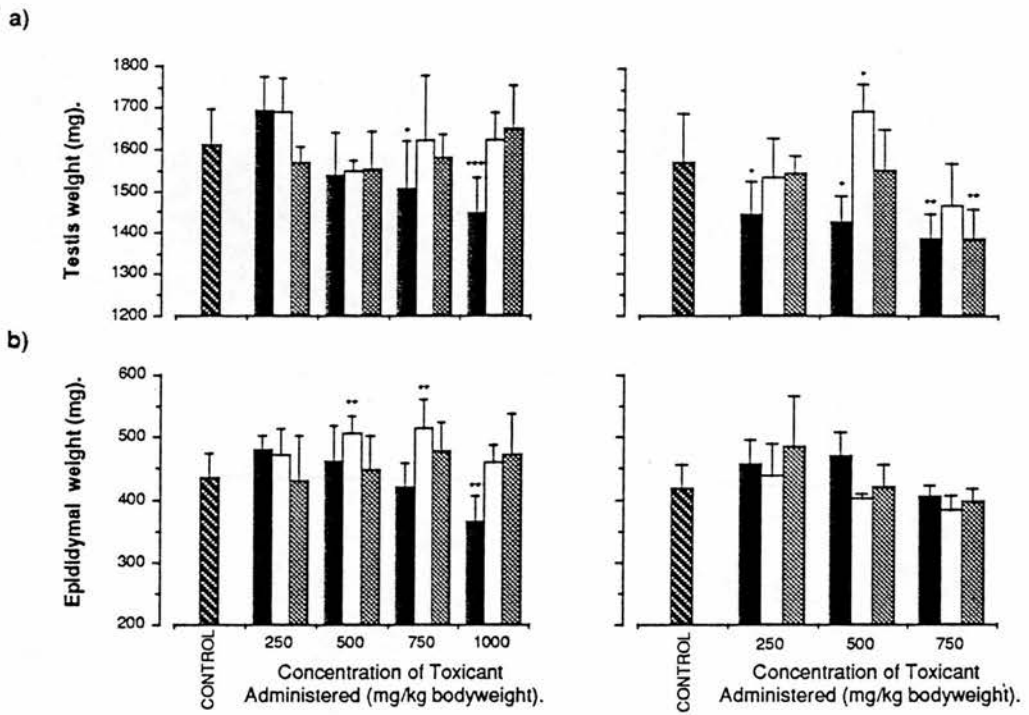 a)
Testis weight (mg).
1800
1700
1600
1500
1400
1300
1200
*
****
*
*
*
**
**
b)
Epididymal weight (mg).
600
500
400
300
200
**
**
**
CONTROL
250
500
750
1000
Concentration of Toxicant
Administered (mg/kg bodyweight).
CONTROL
250
500
750
Concentration of Toxicant
Administered (mg/kg bodyweight).